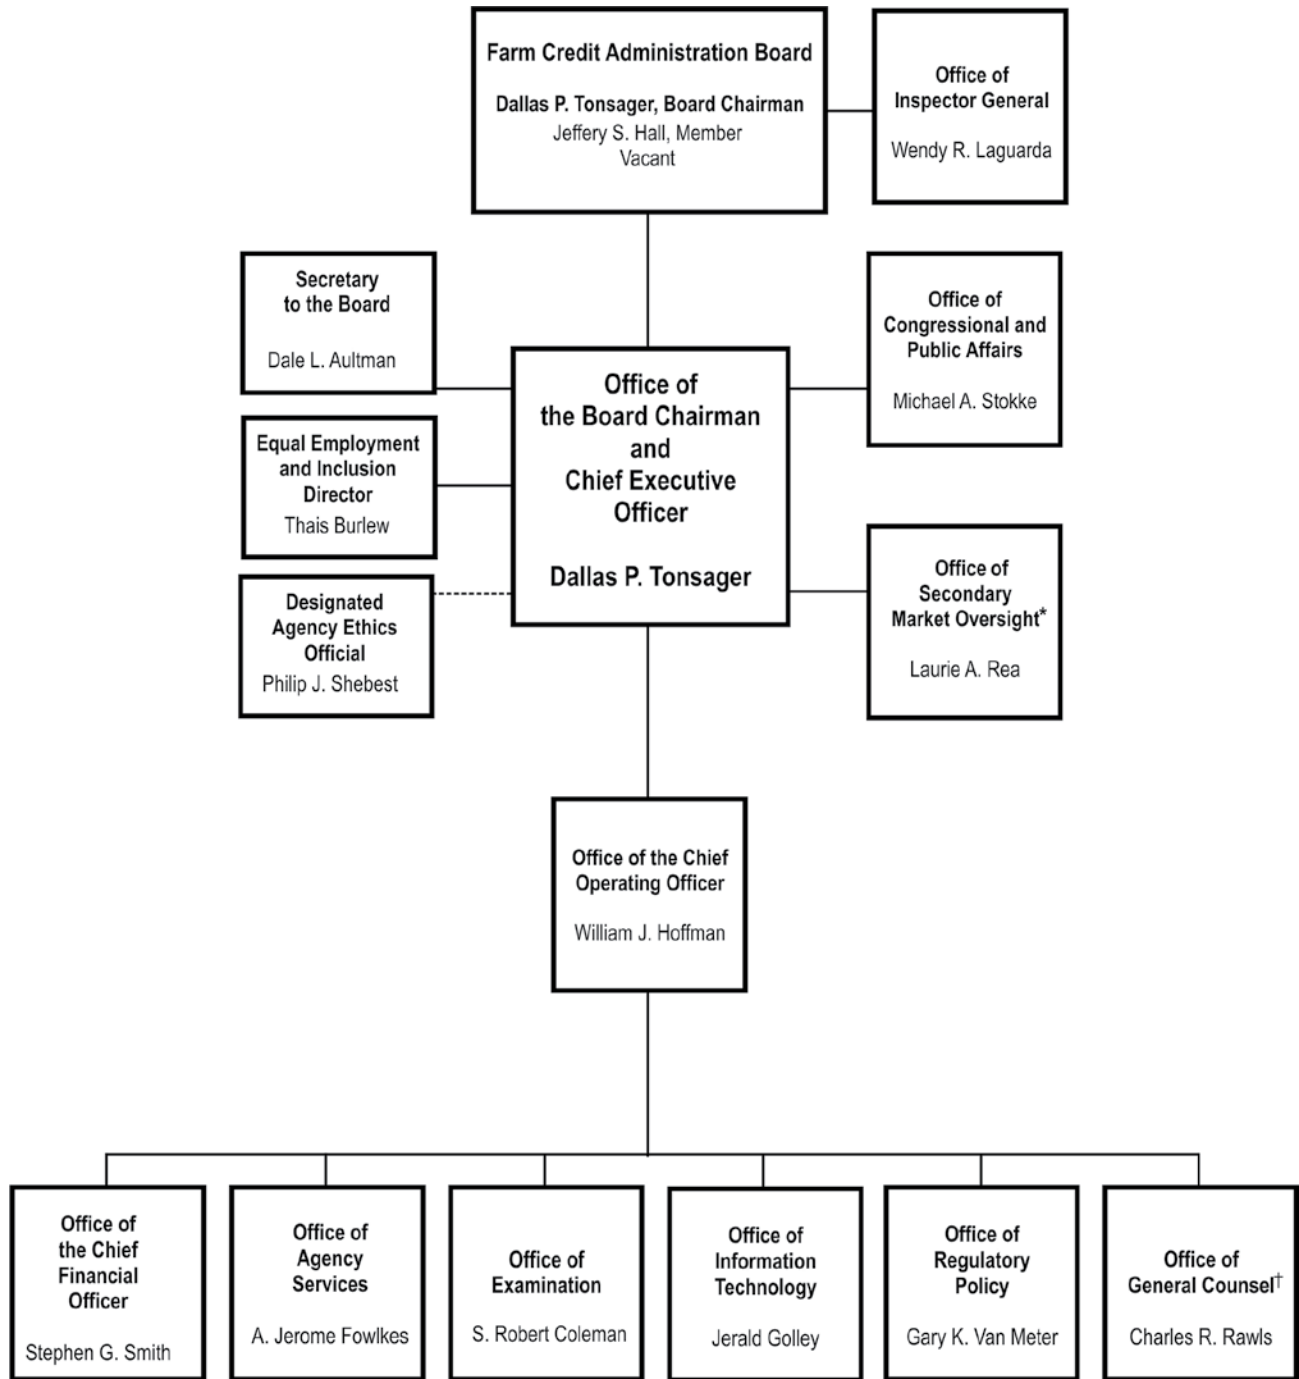 Farm Credit Administration Board
Dallas P. Tonsager, Board Chairman
Jeffery S. Hall, Member
Vacant
Office of
Inspector General
Wendy R. Laguarda
Secretary
to the Board
Dale L. Aultman
Office of
Congressional and
Public Affairs
Michael A. Stokke
Office of
the Board Chairman
and
Chief Executive
Officer
Dallas P. Tonsager
Equal Employment
and Inclusion
Director
Thais Burlew
Designated
Agency Ethics
Official
Philip J. Shebest
Office of
Secondary
Market Oversight*
Laurie A. Rea
Office of the Chief
Operating Officer
William J. Hoffman
Office of
the Chief
Financial
Officer
Stephen G. Smith
Office of
Agency
Services
A. Jerome Fowlkes
Office of
Examination
S. Robert Coleman
Office of
Information
Technology
Jerald Golley
Office of
Regulatory
Policy
Gary K. Van Meter
Office of
General Counsel†
Charles R. Rawls